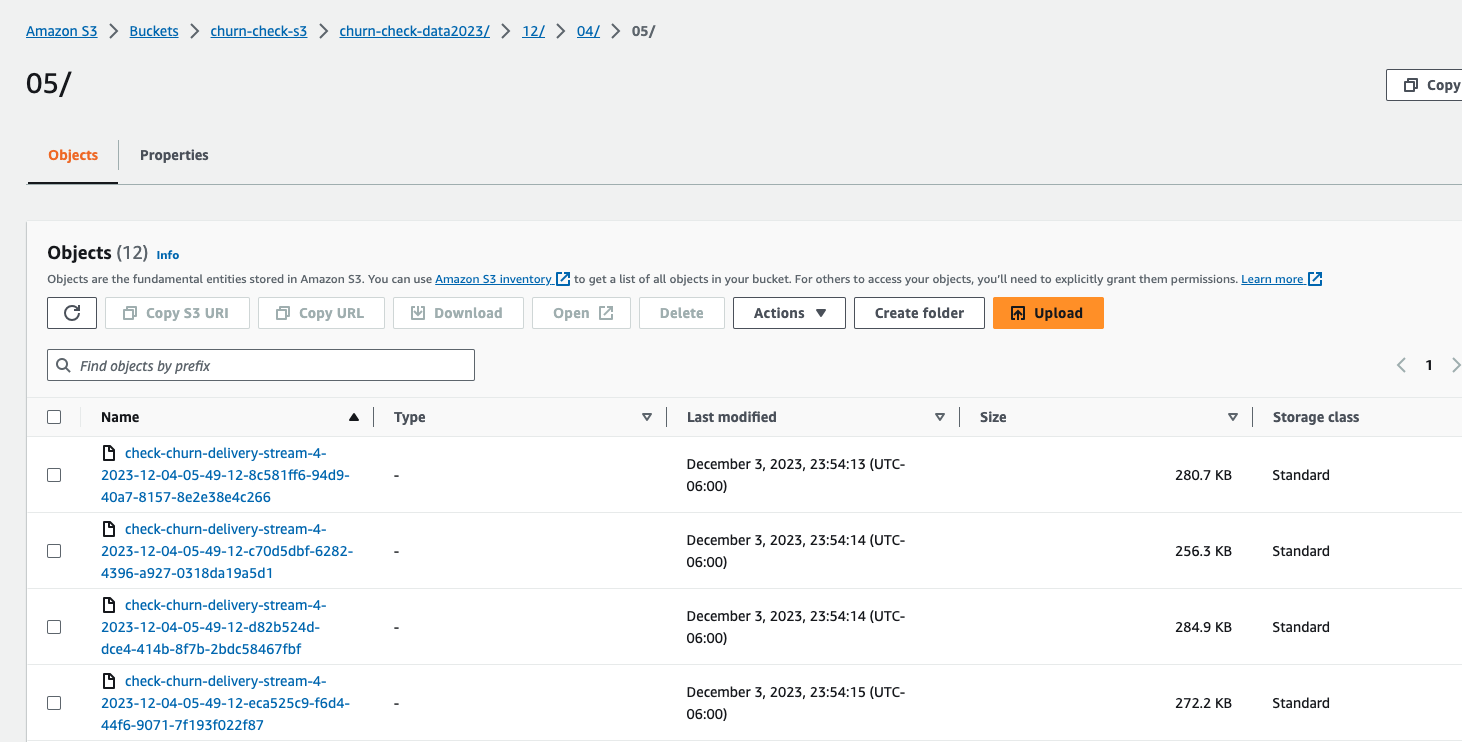 Amazon S3 > Buckets > churn-check-s3 > churn-check-data2023/ > 12/ > 04/ > 05/
05/
Copy
Objects
Properties
Objects (12) Info
Objects are the fundamental entities stored in Amazon S3. You can use Amazon S3 inventory to get a list of all objects in your bucket. For others to access your objects, you'll need to explicitly grant them permissions. Learn more
Copy S3 URI Copy URL Download Open Delete Actions Create folder Upload
Find objects by prefix
1
Name Type Last modified Size Storage class
check-churn-delivery-stream-4-
2023-12-04-05-49-12-8c581ff6-94d9-
40a7-8157-8e2e38e4c266
-
December 3, 2023, 23:54:13 (UTC-
06:00)
280.7 KB
Standard
check-churn-delivery-stream-4-
2023-12-04-05-49-12-c70d5dbf-6282-
4396-a927-0318da19a5d1
-
December 3, 2023, 23:54:14 (UTC-
06:00)
256.3 KB
Standard
check-churn-delivery-stream-4-
2023-12-04-05-49-12-d82b524d-
dce4-414b-8f7b-2bdc58467fbf
-
December 3, 2023, 23:54:14 (UTC-
06:00)
284.9 KB
Standard
check-churn-delivery-stream-4-
2023-12-04-05-49-12-eca525c9-f6d4-
44f6-9071-7f193f022f87
-
December 3, 2023, 23:54:15 (UTC-
06:00)
272.2 KB
Standard